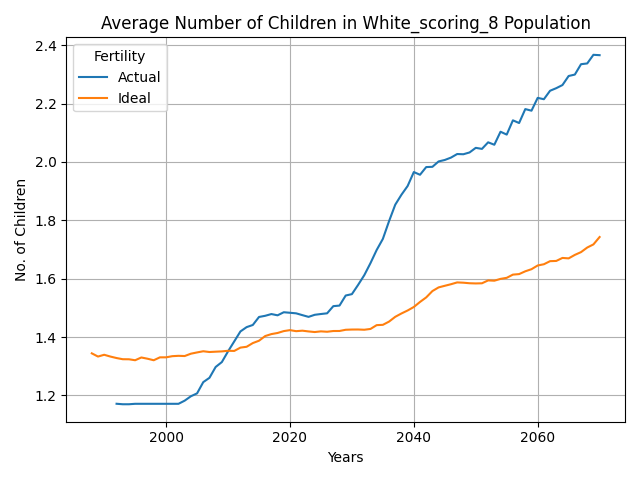 Average Number of Children in White_scoring_8 Population
Fertility
Actual
Ideal
No. of Children
2.4
2.2
2.0
1.8
1.6
1.4
1.2
2000
2020
2040
2060
Years